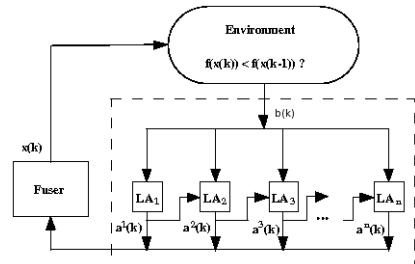 Environment
f(x(k)) < f(x(k-1)) ?
b(k)
x(k)
Fuser
LA₁ LA₂ LA₃ ... LAₙ
a¹(k) a²(k) a³(k) aⁿ(k)